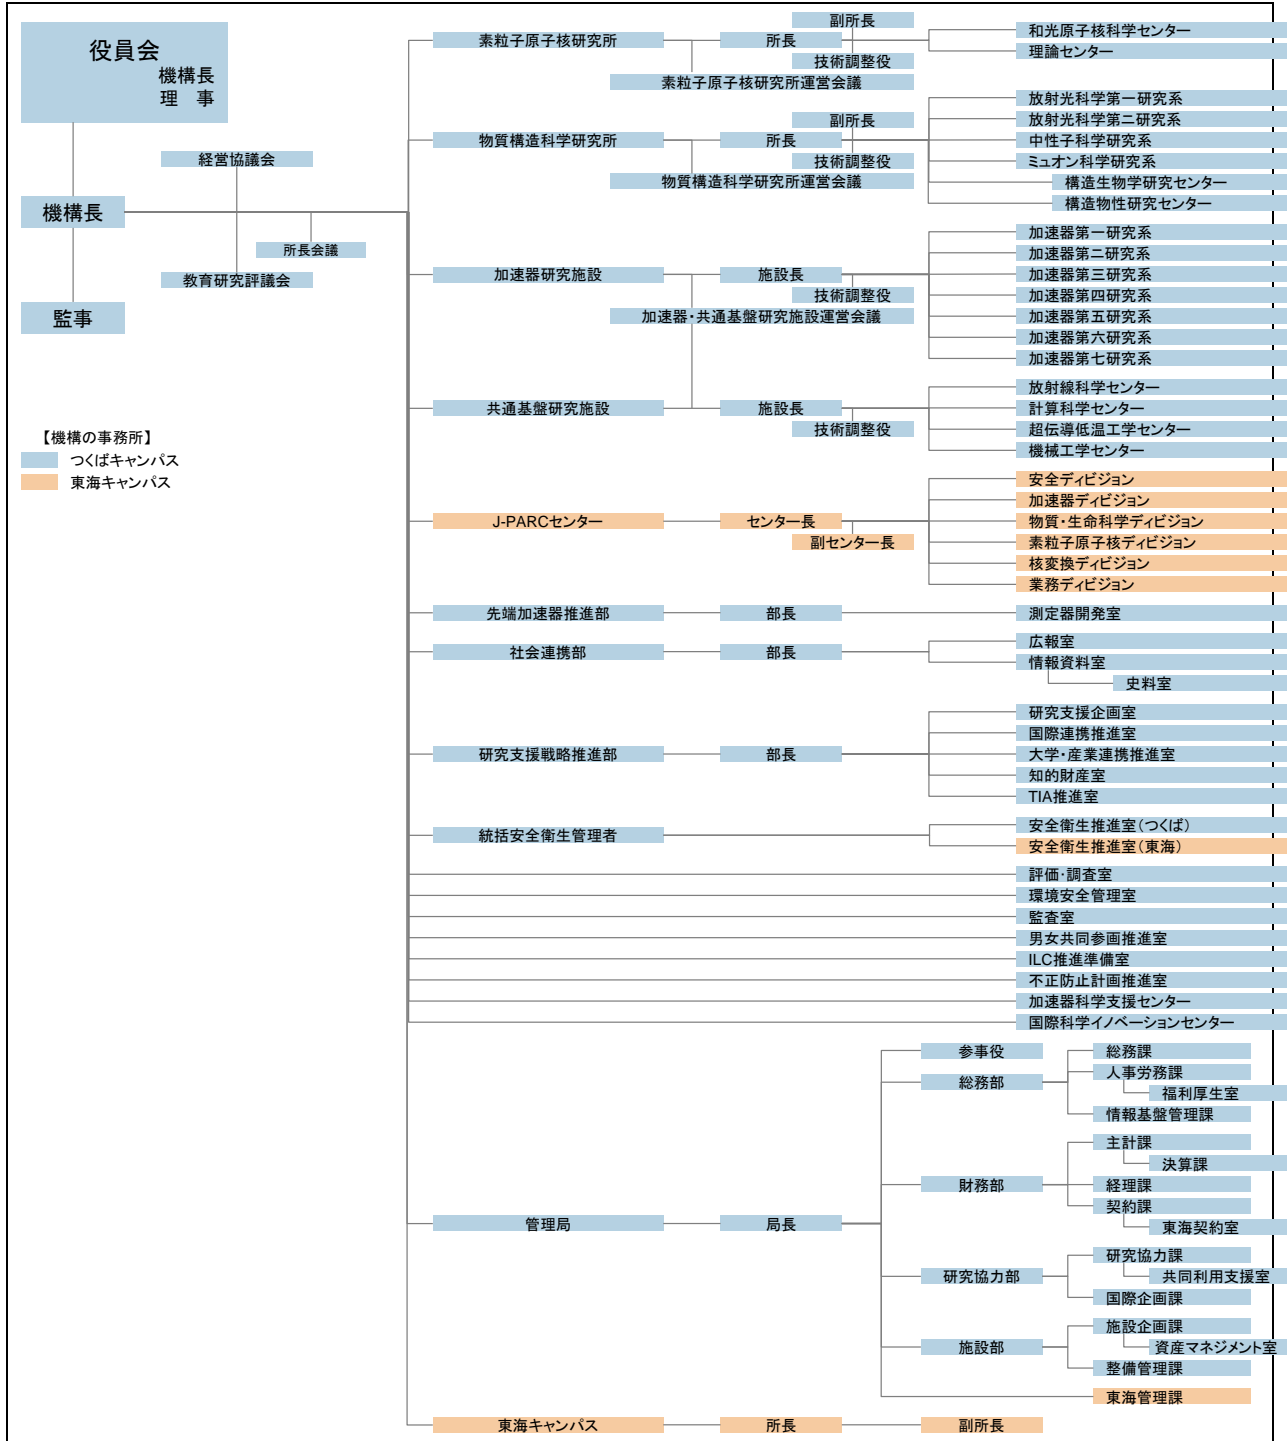 役員会
機構長
理　事
経営協議会
機構長
所長会議
教育研究評議会
監事
【機構の事務所】
つくばキャンパス
東海キャンパス
素粒子原子核研究所
所長
副所長
技術調整役
素粒子原子核研究所運営会議
和光原子核科学センター
理論センター
物質構造科学研究所
所長
副所長
技術調整役
物質構造科学研究所運営会議
放射光科学第一研究系
放射光科学第二研究系
中性子科学研究系
ミュオン科学研究系
構造生物学研究センター
構造物性研究センター
加速器研究施設
施設長
技術調整役
加速器・共通基盤研究施設運営会議
加速器第一研究系
加速器第二研究系
加速器第三研究系
加速器第四研究系
加速器第五研究系
加速器第六研究系
加速器第七研究系
共通基盤研究施設
施設長
技術調整役
放射線科学センター
計算科学センター
超伝導低温工学センター
機械工学センター
J-PARCセンター
センター長
副センター長
安全ディビジョン
加速器ディビジョン
物質・生命科学ディビジョン
素粒子原子核ディビジョン
核変換ディビジョン
業務ディビジョン
先端加速器推進部
部長
測定器開発室
社会連携部
部長
広報室
情報資料室
史料室
研究支援戦略推進部
部長
研究支援企画室
国際連携推進室
大学・産業連携推進室
知的財産室
TIA推進室
統括安全衛生管理者
安全衛生推進室（つくば）
安全衛生推進室（東海）
評価・調査室
環境安全管理室
監査室
男女共同参画推進室
ILC推進準備室
不正防止計画推進室
加速器科学支援センター
国際科学イノベーションセンター
管理局
局長
参事役
総務部
総務課
人事労務課
福利厚生室
情報基盤管理課
財務部
主計課
決算課
経理課
契約課
東海契約室
研究協力部
研究協力課
共同利用支援室
国際企画課
施設部
施設企画課
資産マネジメント室
整備管理課
東海管理課
東海キャンパス
所長
副所長